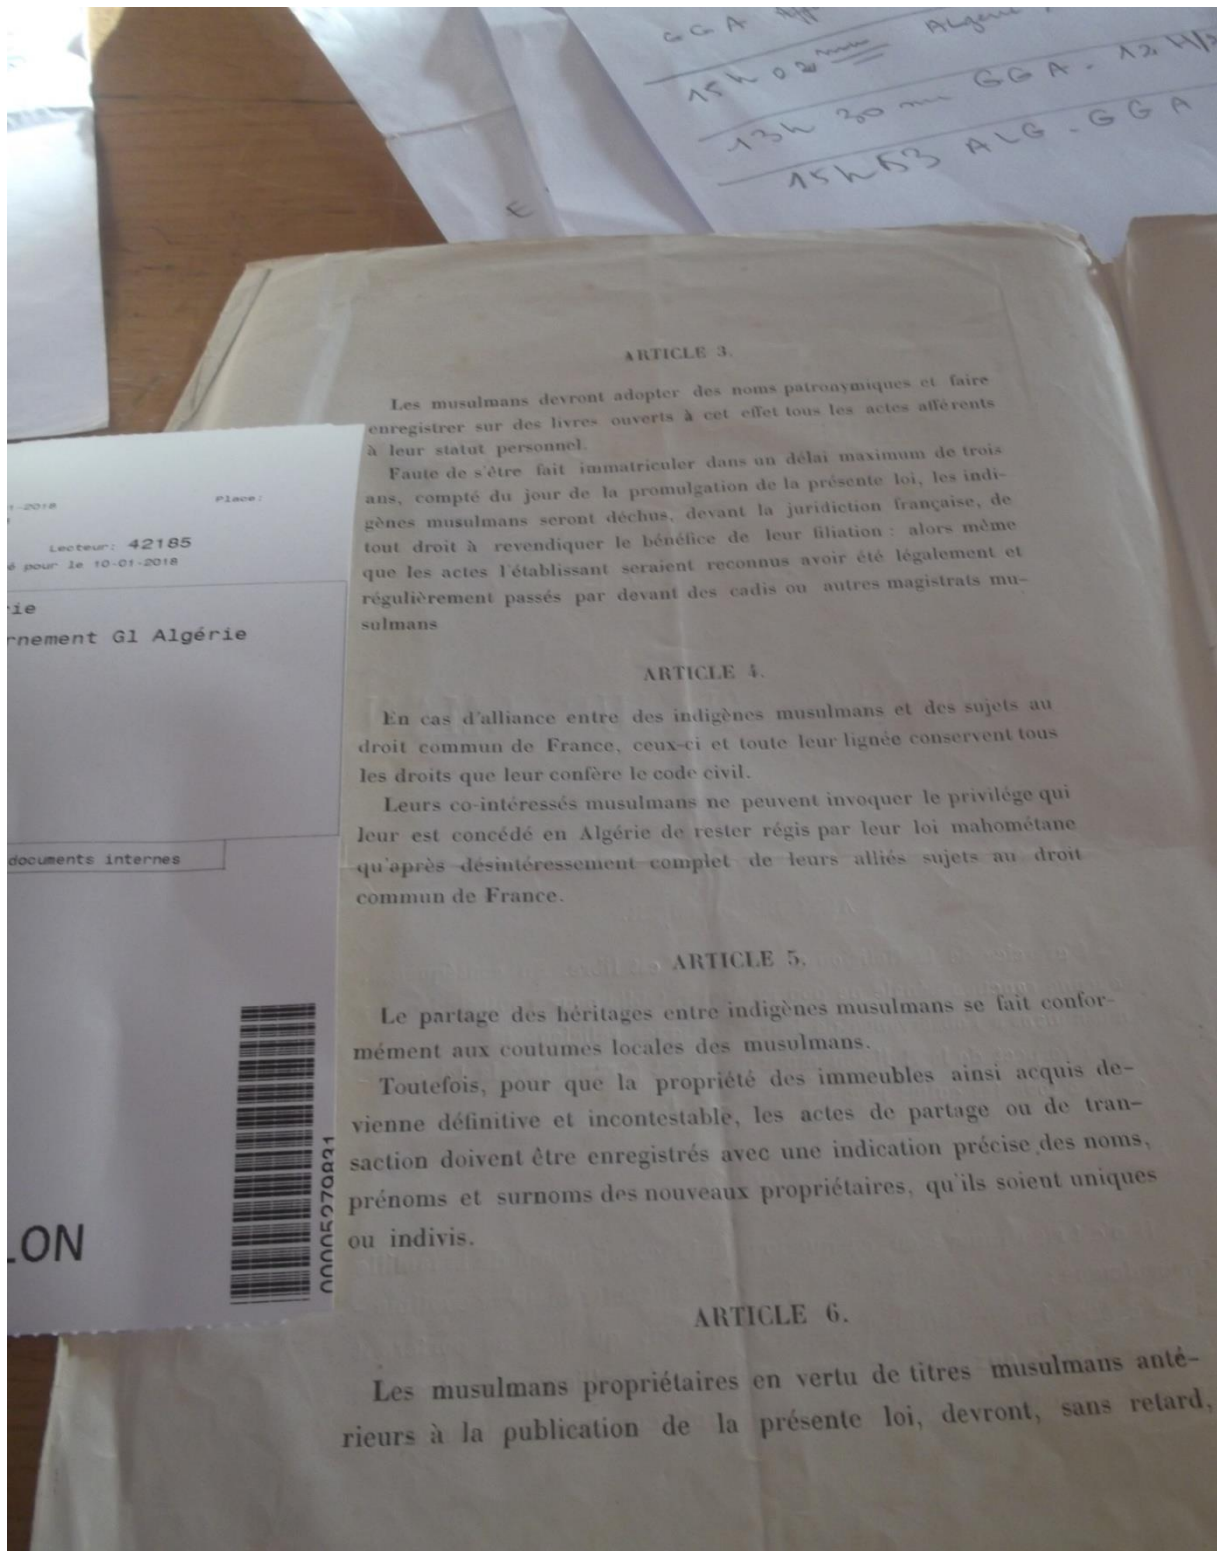 G G A
15h 02 mm Algérie
13h 30 mn GGA - 12 H
15h53 ALG - GGA
E
ARTICLE 3.
Les musulmans devront adopter des noms patronymiques et faire
enregistrer sur des livres ouverts à cet effet tous les actes afférents
à leur statut personnel.
Faute de s'être fait immatriculer dans un délai maximum de trois
ans, compté du jour de la promulgation de la présente loi, les indi-
gènes musulmans seront déchus, devant la juridiction française, de
tout droit à revendiquer le bénéfice de leur filiation : alors même
que les actes l'établissant seraient reconnus avoir été légalement et
régulièrement passés par devant des cadis ou autres magistrats mu-
sulmans
ARTICLE 4.
En cas d'alliance entre des indigènes musulmans et des sujets au
droit commun de France, ceux-ci et toute leur lignée conservent tous
les droits que leur confère le code civil.
Leurs co-intéressés musulmans ne peuvent invoquer le privilége qui
leur est concédé en Algérie de rester régis par leur loi mahométane
qu'après désintéressement complet de leurs alliés sujets au droit
commun de France.
ARTICLE 5.
Le partage des héritages entre indigènes musulmans se fait confor-
mément aux coutumes locales des musulmans.
Toutefois, pour que la propriété des immeubles ainsi acquis de-
vienne définitive et incontestable, les actes de partage ou de tran-
saction doivent être enregistrés avec une indication précise des noms,
prénoms et surnoms des nouveaux propriétaires, qu'ils soient uniques
ou indivis.
ARTICLE 6.
Les musulmans propriétaires en vertu de titres musulmans anté-
rieurs à la publication de la présente loi, devront, sans retard,
1-2018 Place:
Lecteur: 42185
é pour le 10-01-2018
ie
rnement Gl Algérie
documents internes
LON
00005279831